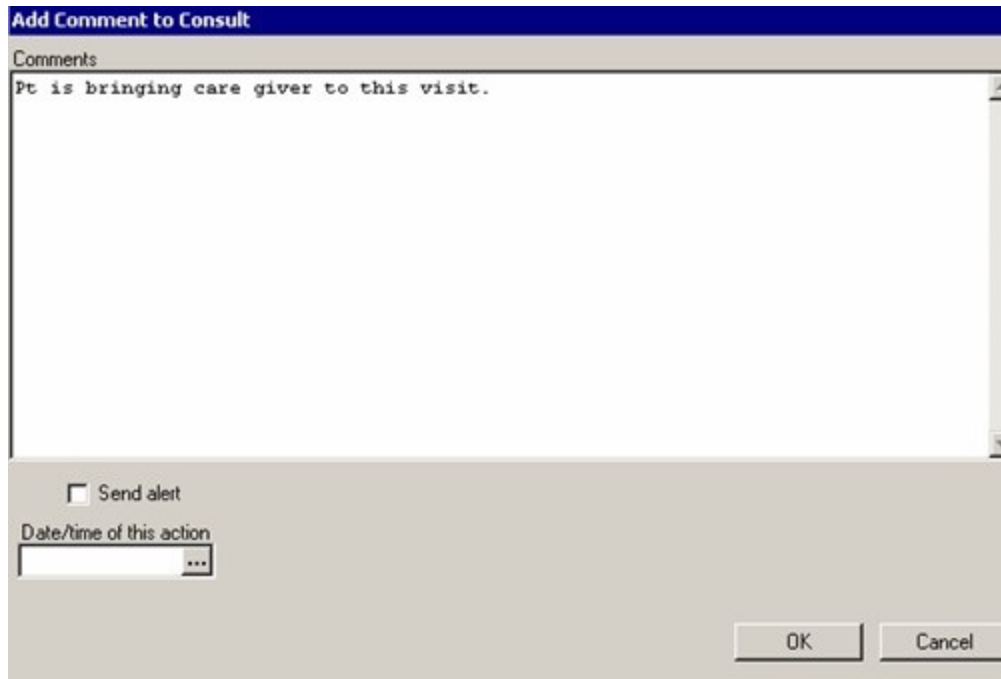 Add Comment to Consult
Comments
Pt is bringing care giver to this visit.
Send alert
Date/time of this action
...
OK
Cancel